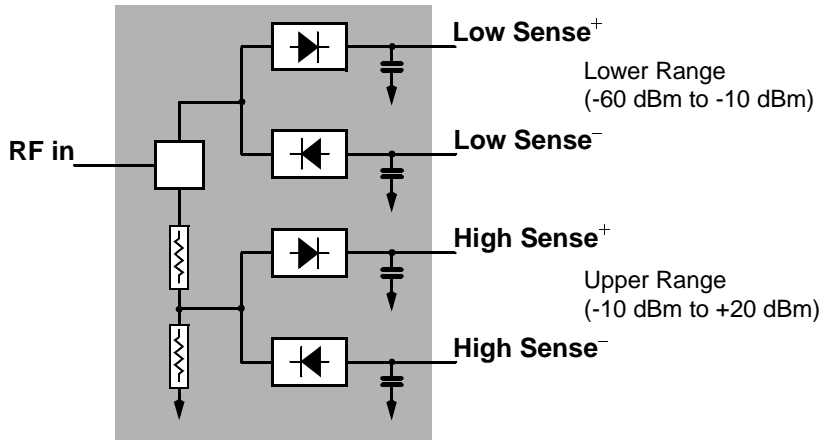 Low Sense⁺
Lower Range
(-60 dBm to -10 dBm)
Low Sense⁻
RF in
High Sense⁺
Upper Range
(-10 dBm to +20 dBm)
High Sense⁻